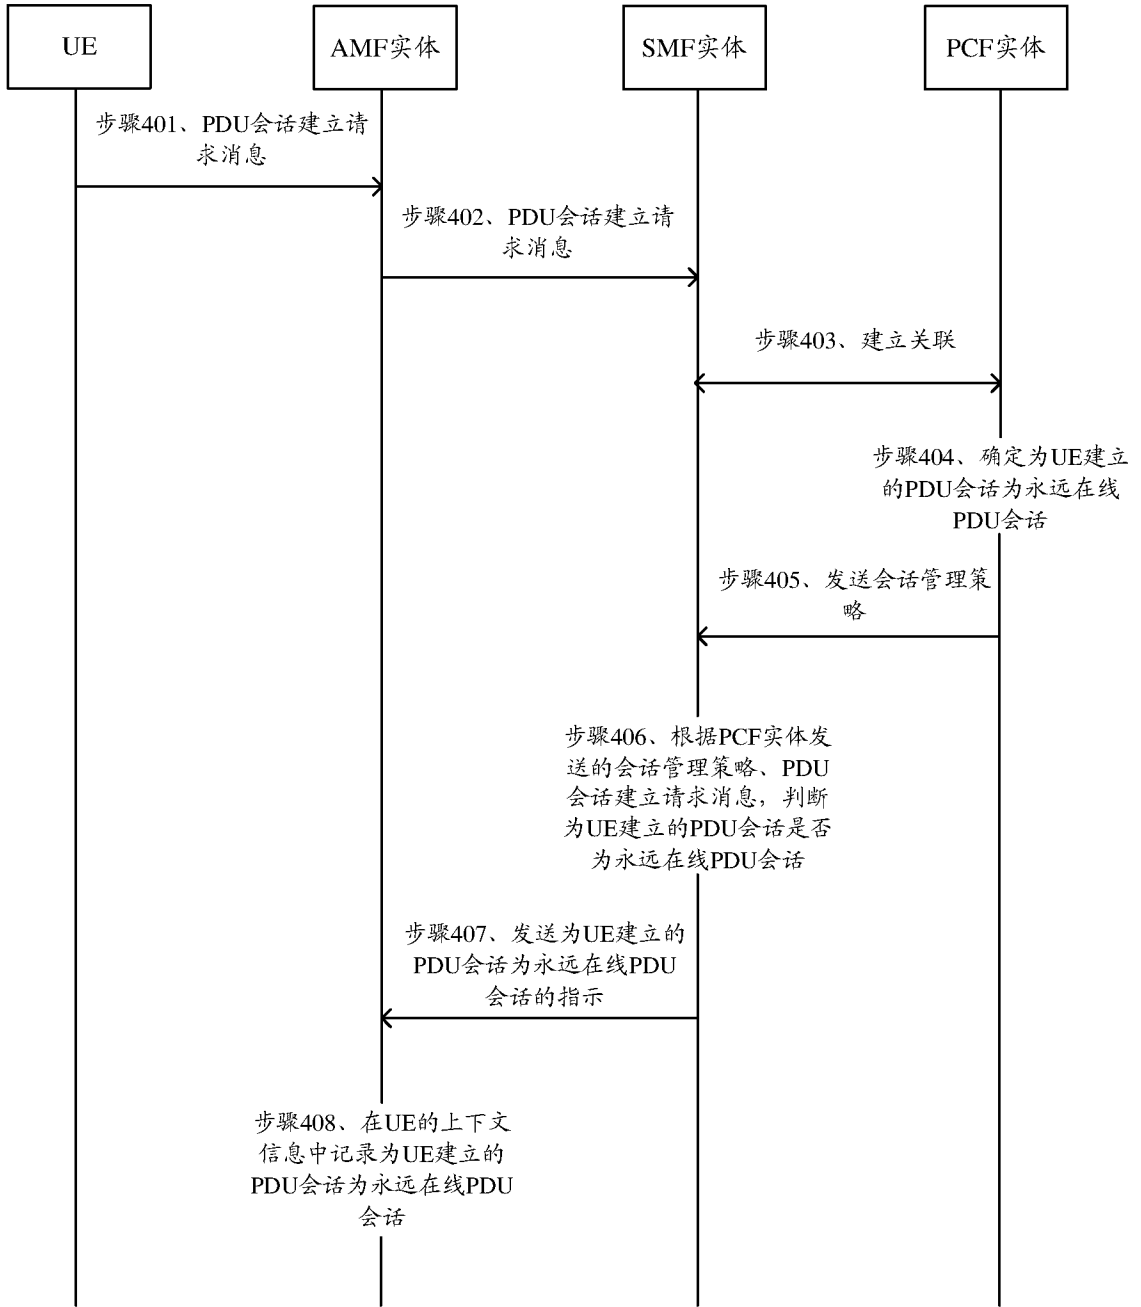 UE
AMF实体
SMF实体
PCF实体
步骤401、PDU会话建立请
求消息
步骤402、PDU会话建立请
求消息
步骤403、建立关联
步骤404、确定为UE建立
的PDU会话为永远在线
PDU会话
步骤405、发送会话管理策
略
步骤406、根据PCF实体发
送的会话管理策略、PDU
会话建立请求消息，判断
为UE建立的PDU会话是否
为永远在线PDU会话
步骤407、发送为UE建立的
PDU会话为永远在线PDU
会话的指示
步骤408、在UE的上下文
信息中记录为UE建立的
PDU会话为永远在线PDU
会话